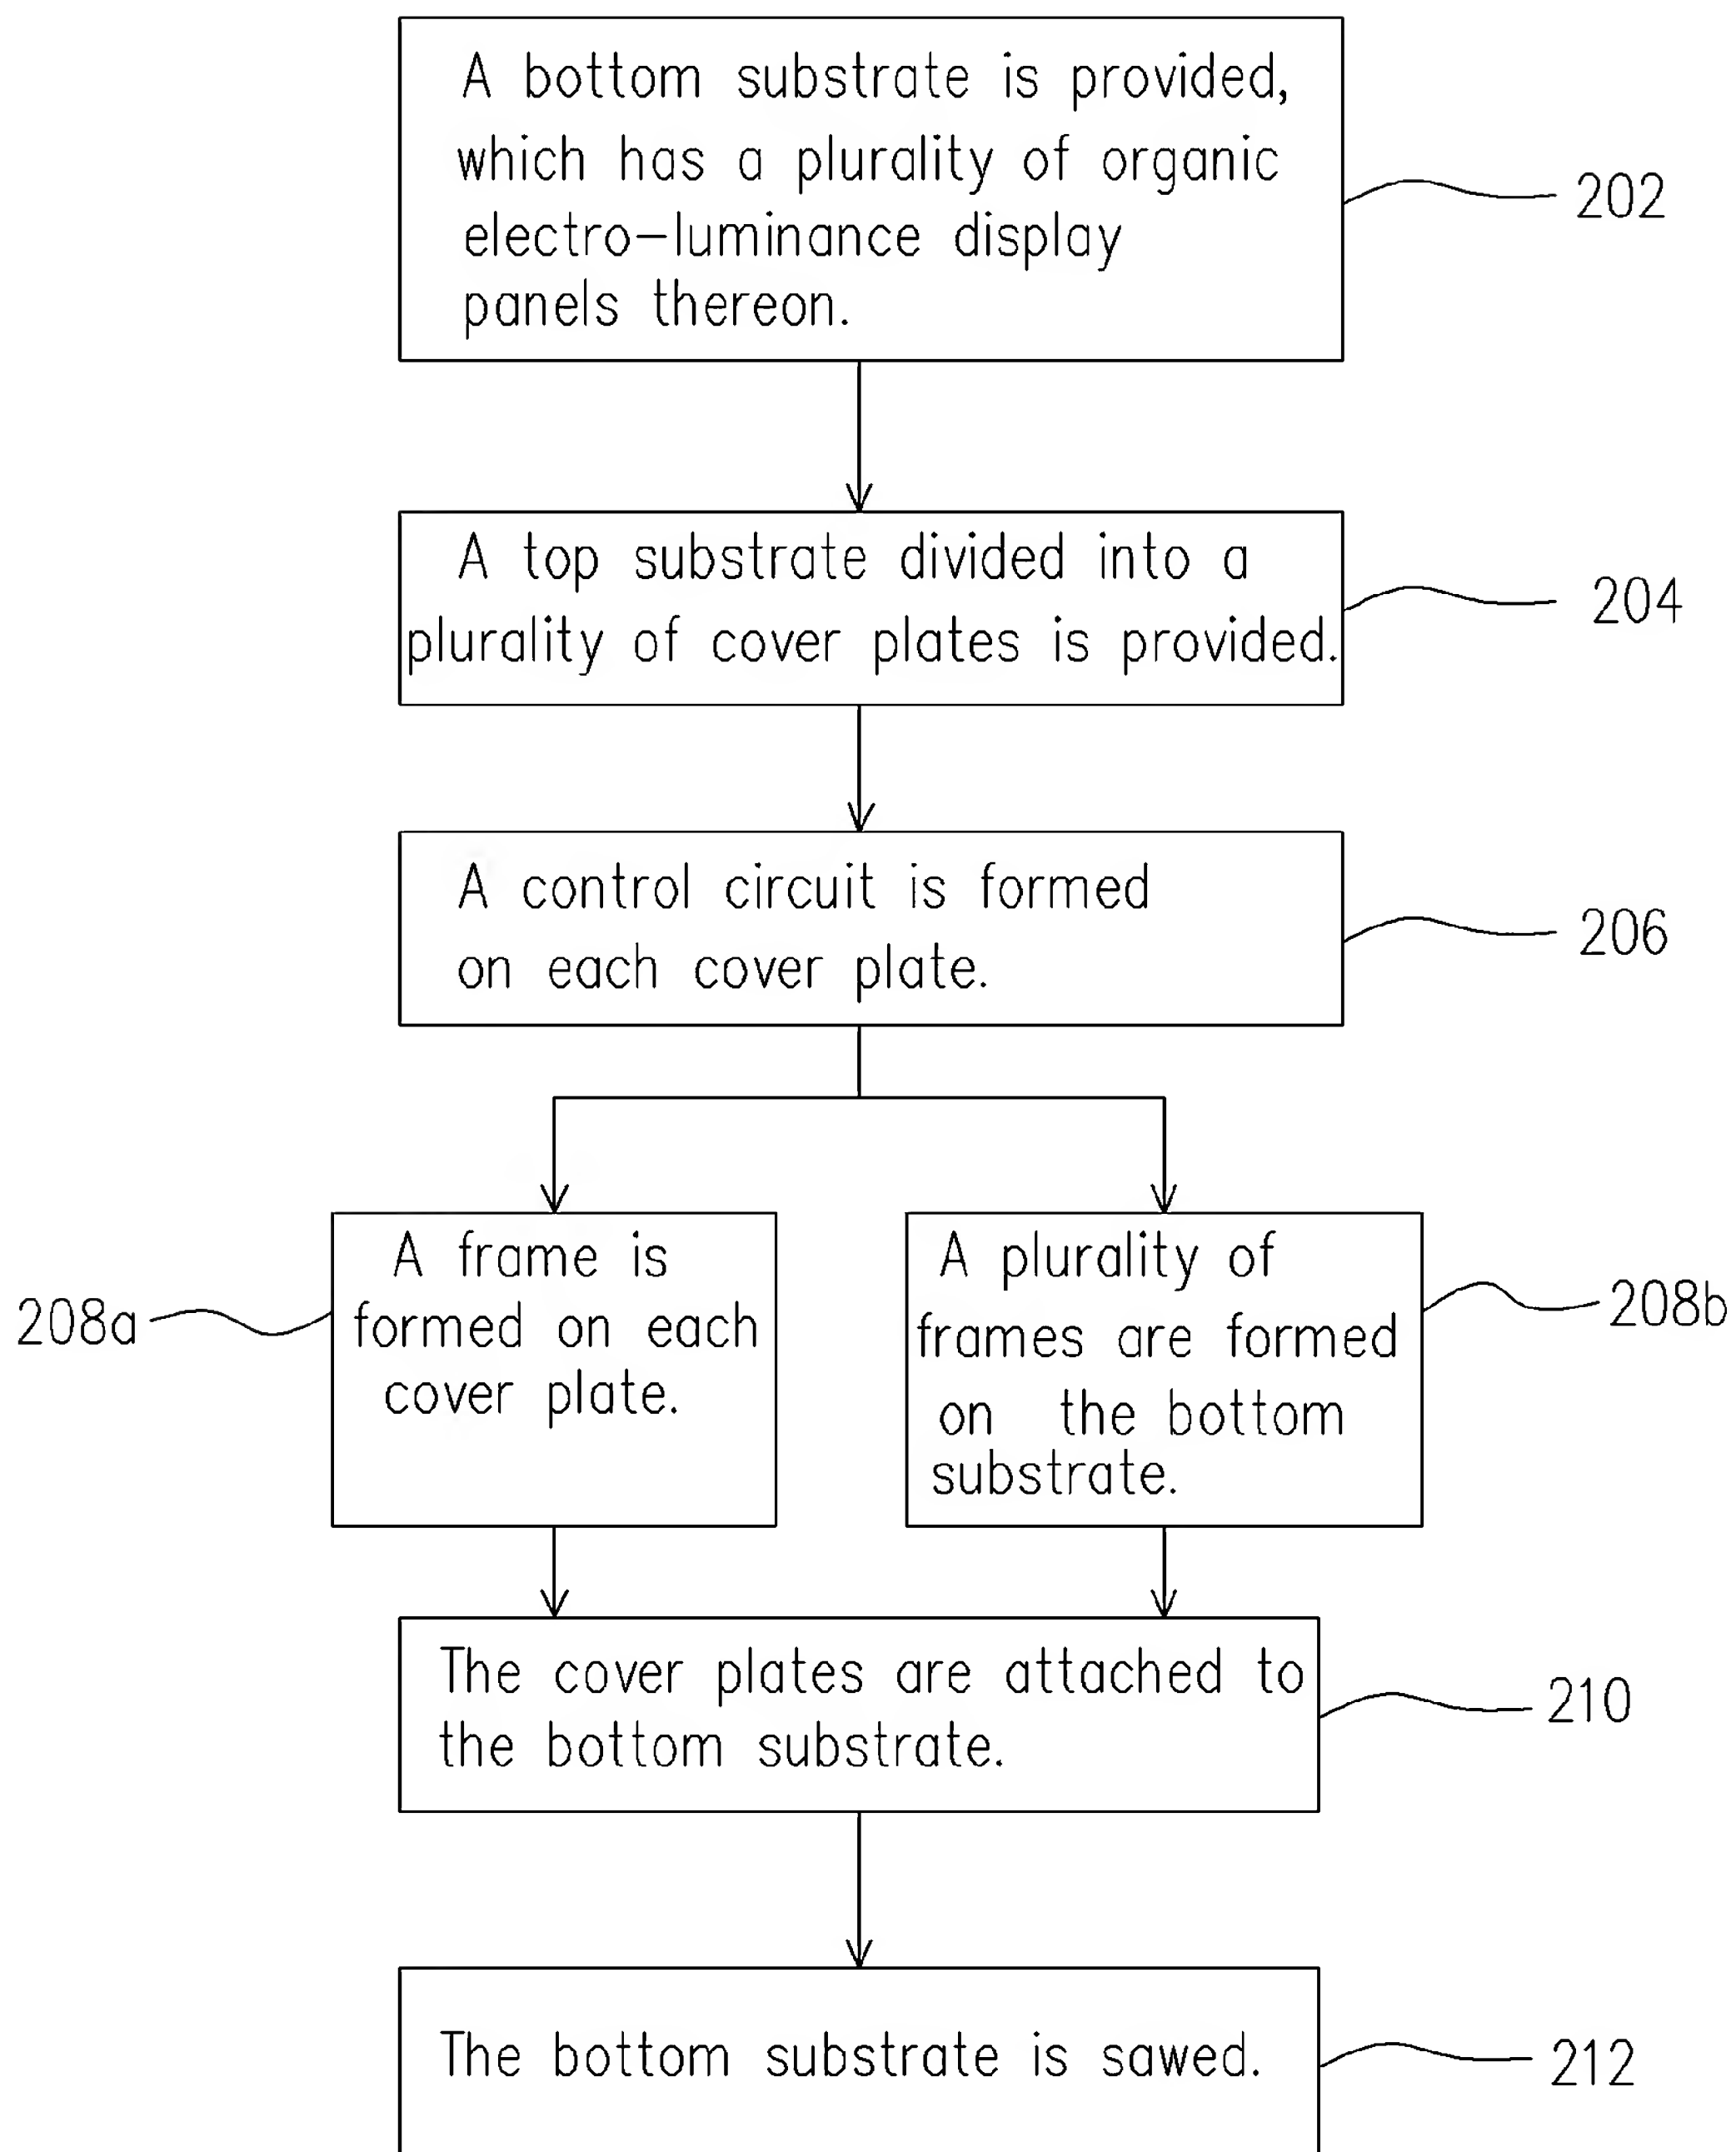 A bottom substrate is provided,
which has a plurality of organic
electro-luminance display
panels thereon.
202
A top substrate divided into a
plurality of cover plates is provided.
204
A control circuit is formed
on each cover plate.
206
208a
A frame is
formed on each
cover plate.
A plurality of
frames are formed
on the bottom
substrate.
208b
The cover plates are attached to
the bottom substrate.
210
The bottom substrate is sawed.
212